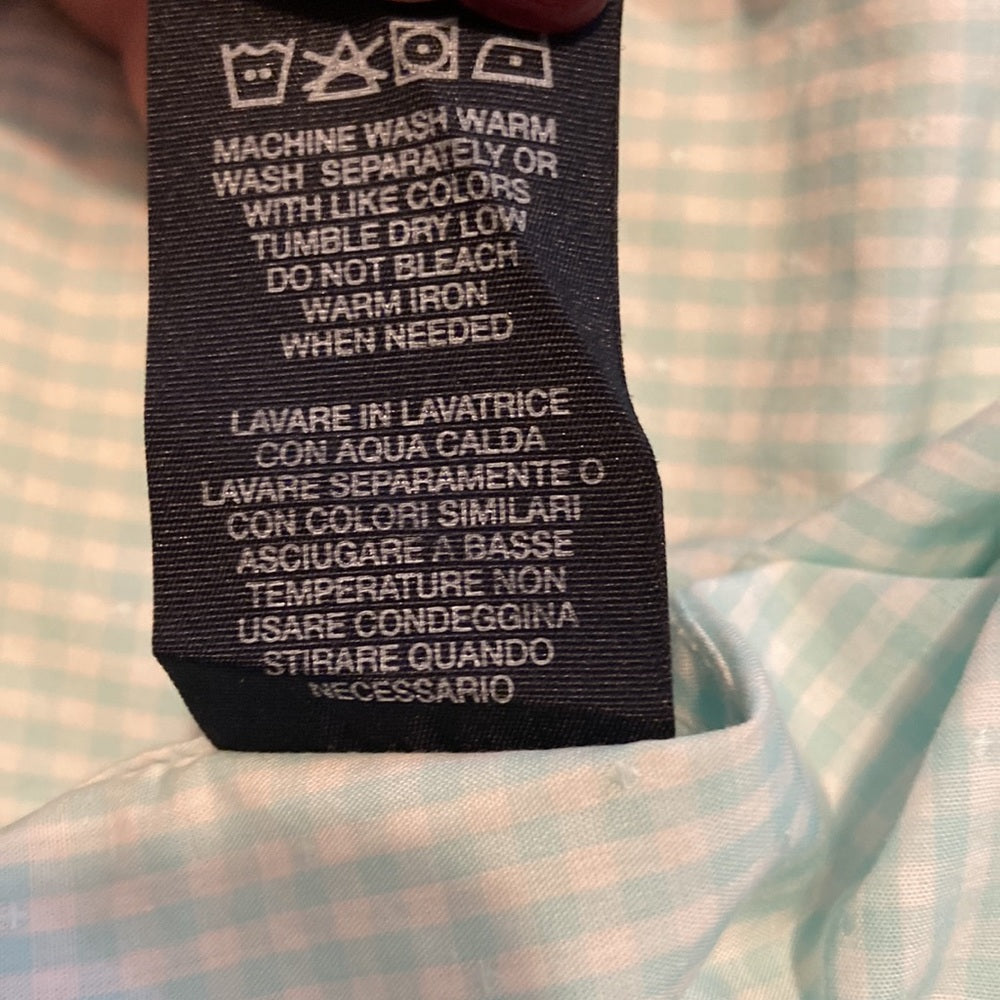 MACHINE WASH WARM
WASH SEPARATELY OR
WITH LIKE COLORS
TUMBLE DRY LOW
DO NOT BLEACH
WARM IRON
WHEN NEEDED
LAVARE IN LAVATRICE
CON AQUA CALDA
LAVARE SEPARAMENTE O
CON COLORI SIMILARI
ASCIUGARE A BASSE
TEMPERATURE NON
USARE CONDEGGINA
STIRARE QUANDO
NECESSARIO